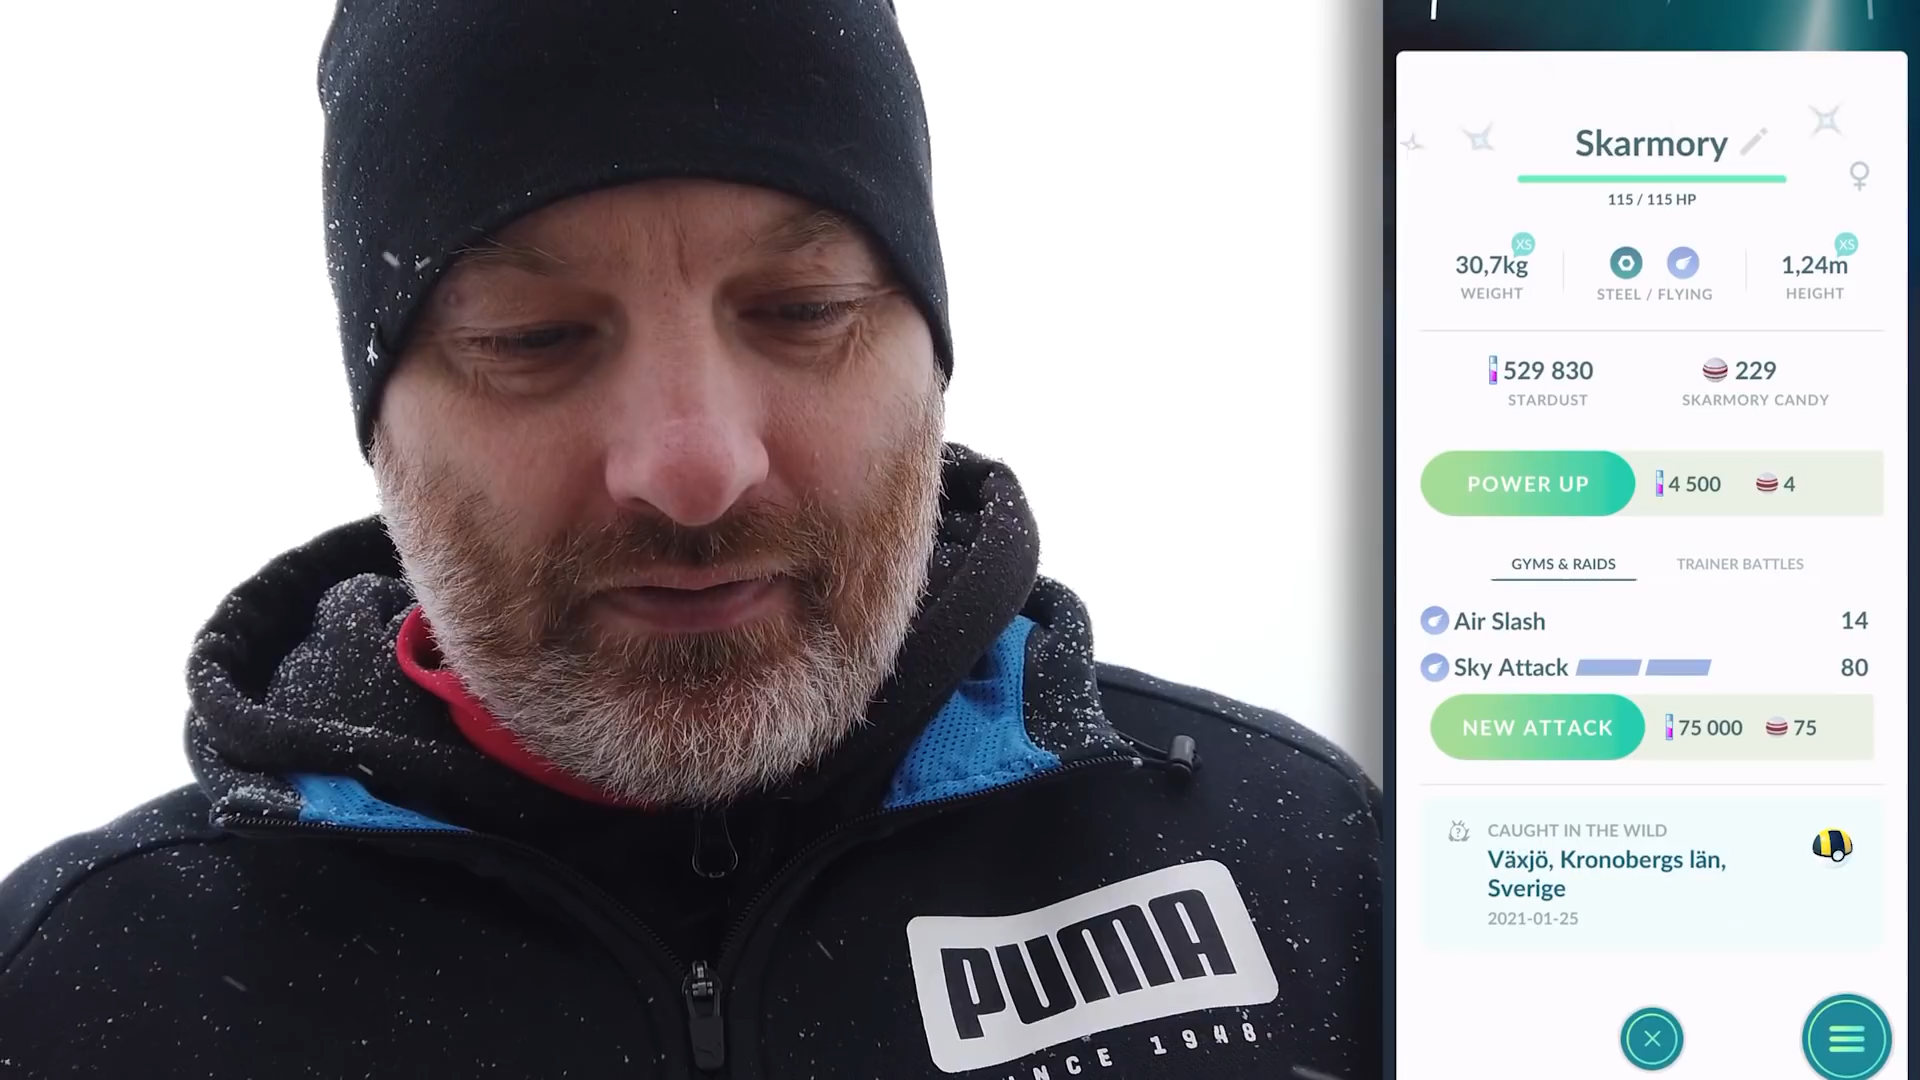 PUMA
NCE 1948
Skarmory
115 / 115 HP
XS
30,7kg
WEIGHT
STEEL / FLYING
XS
1,24m
HEIGHT
529 830
STARDUST
229
SKARMORY CANDY
POWER UP
4 500
4
GYMS & RAIDS
TRAINER BATTLES
Air Slash
14
Sky Attack
80
NEW ATTACK
75 000
75
CAUGHT IN THE WILD
Växjö, Kronobergs län,
Sverige
2021-01-25